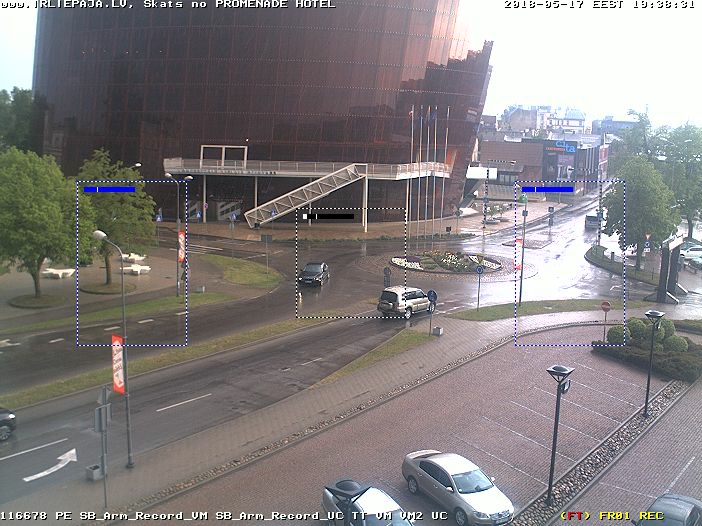 www.IRLIEPAJA.LV, Skats no PROMENADE HOTEL
2018-05-17 EEST 19:38:31
116678 PE SB_Arm_Record_VM SB_Arm_Record_UC TF VM VM2 UC
(FT) FR01 REC